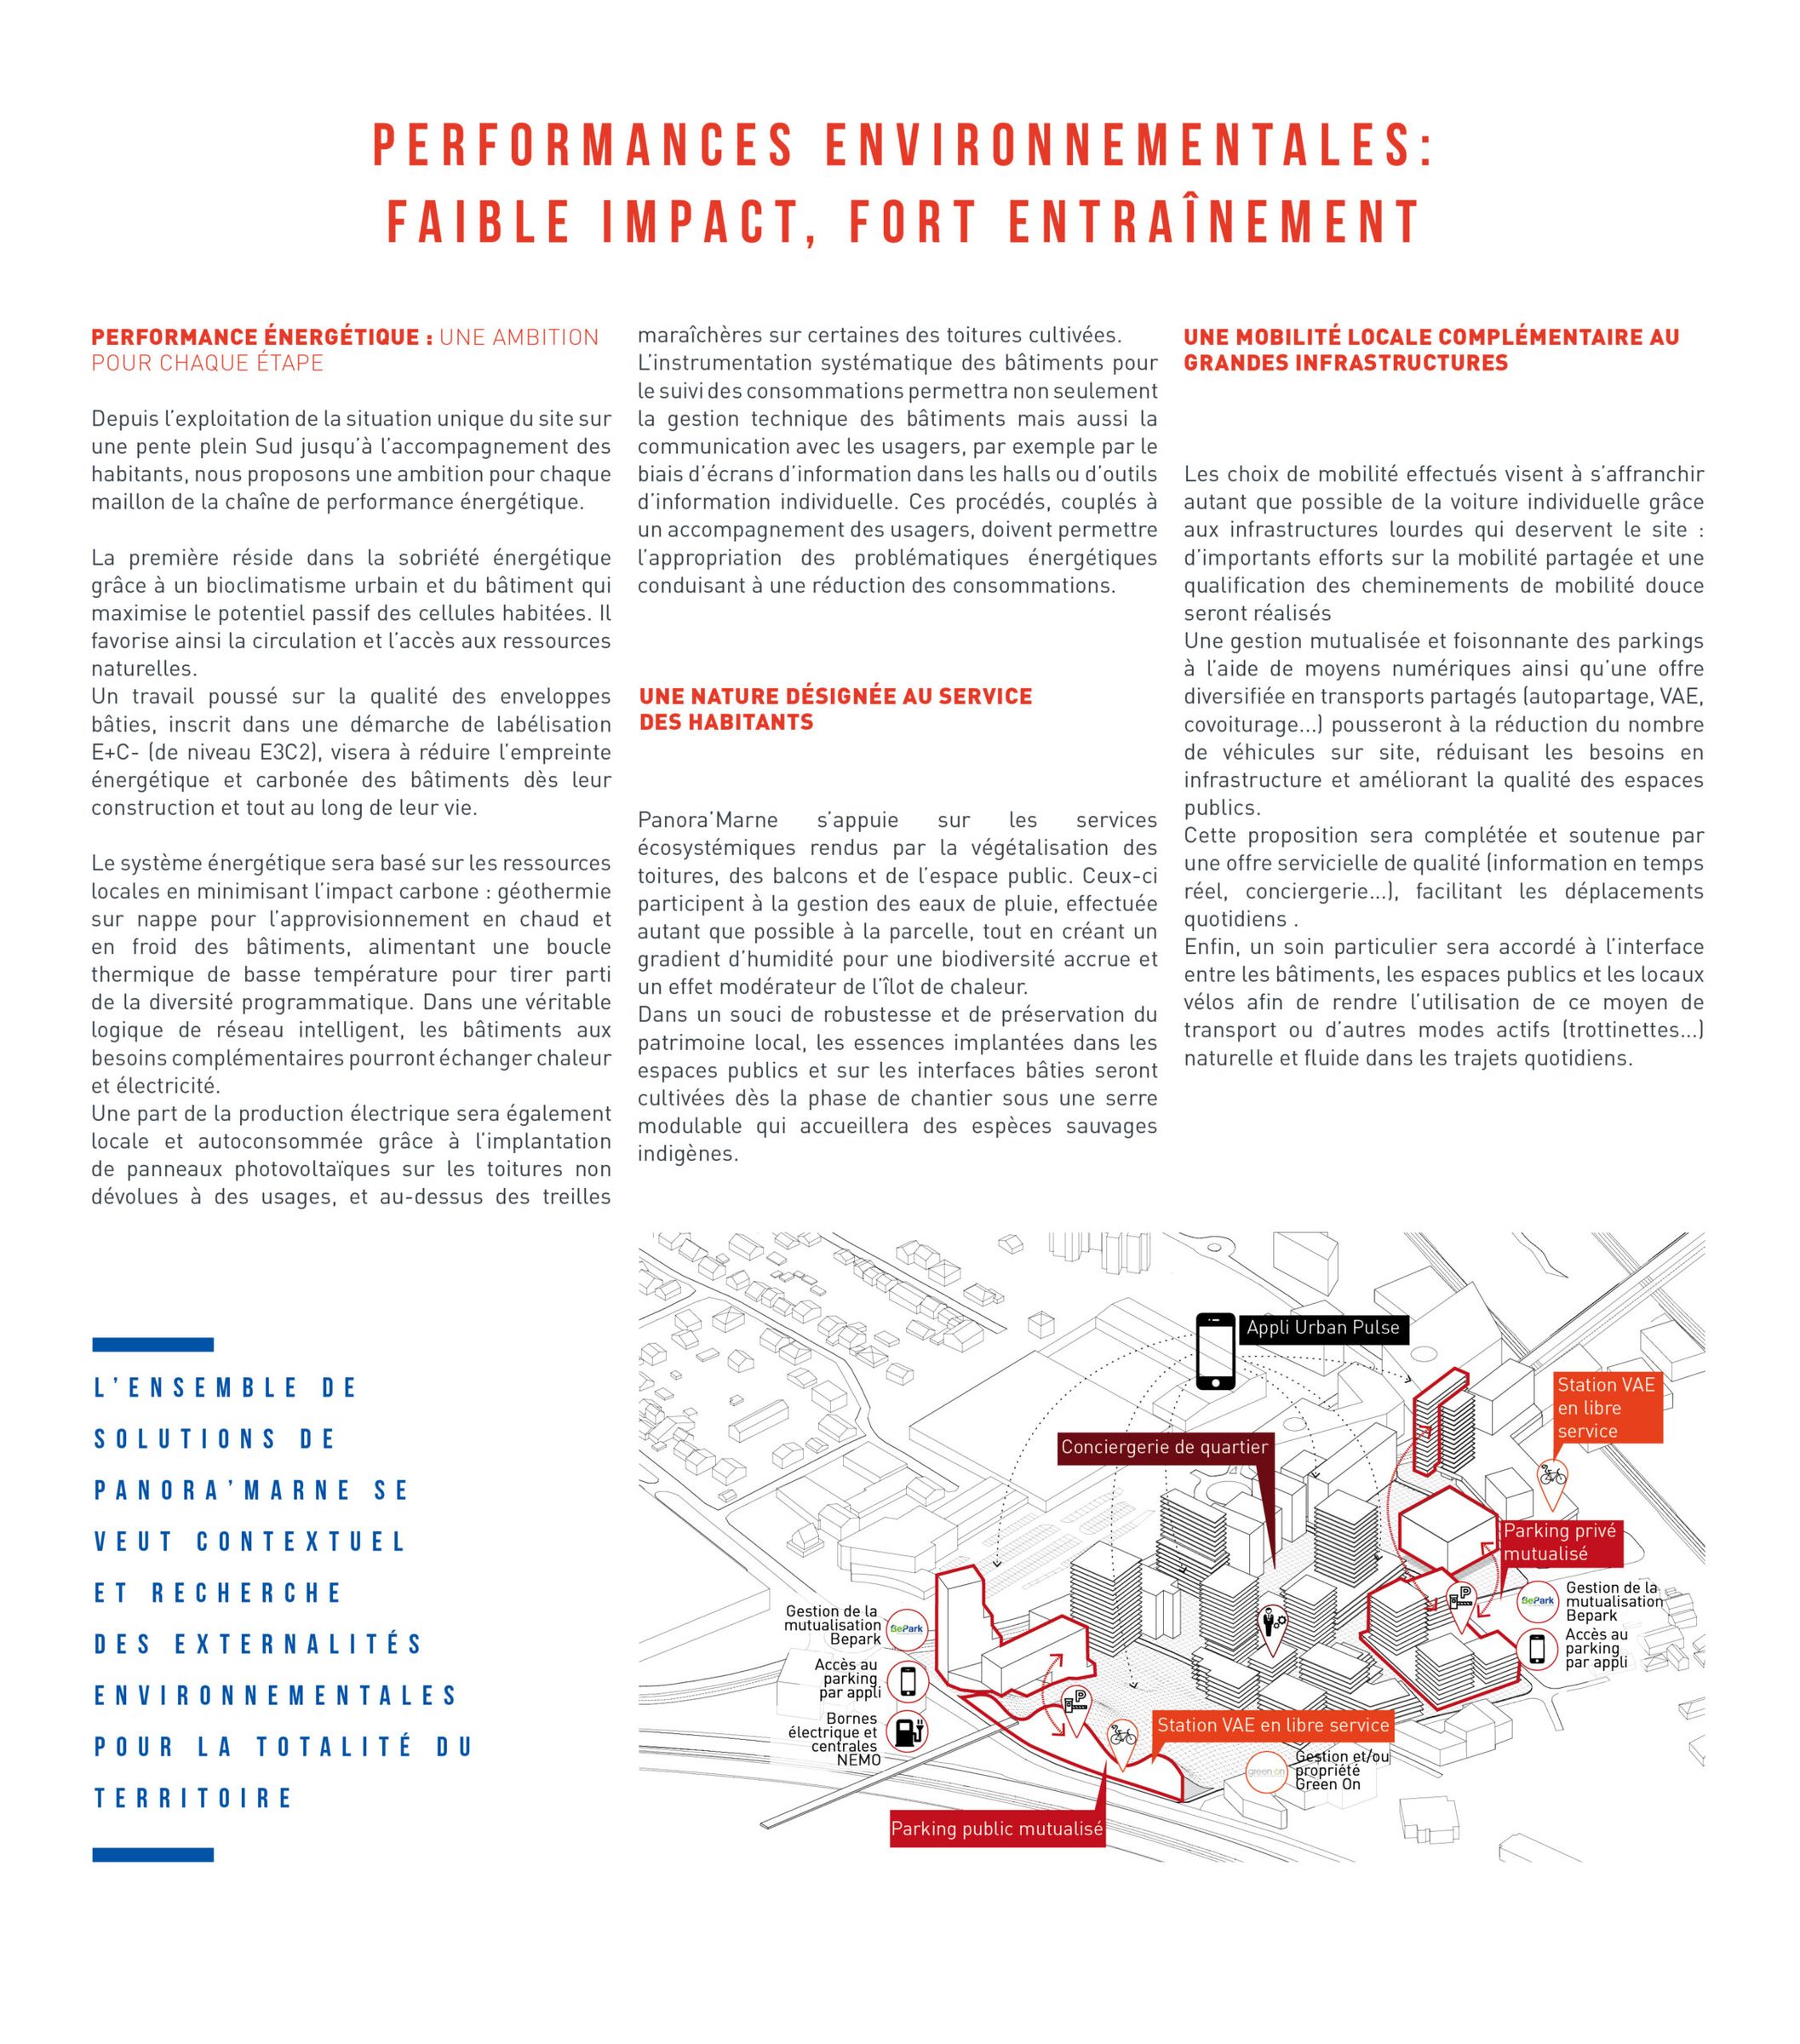 PERFORMANCES ENVIRONNEMENTALES:
FAIBLE IMPACT, FORT ENTRAÎNEMENT
PERFORMANCE ÉNERGÉTIQUE : UNE AMBITION
POUR CHAQUE ÉTAPE
Depuis l'exploitation de la situation unique du site sur
une pente plein Sud jusqu'à l'accompagnement des
habitants, nous proposons une ambition pour chaque
maillon de la chaîne de performance énergétique.
La première réside dans la sobriété énergétique
grâce à un bioclimatisme urbain et du bâtiment qui
maximise le potentiel passif des cellules habitées. Il
favorise ainsi la circulation et l'accès aux ressources
naturelles.
Un travail poussé sur la qualité des enveloppes
bâties, inscrit dans une démarche de labélisation
E+C- (de niveau E3C2), visera à réduire l'empreinte
énergétique et carbonée des bâtiments dès leur
construction et tout au long de leur vie.
Le système énergétique sera basé sur les ressources
locales en minimisant l'impact carbone : géothermie
sur nappe pour l'approvisionnement en chaud et
en froid des bâtiments, alimentant une boucle
thermique de basse température pour tirer parti
de la diversité programmatique. Dans une véritable
logique de réseau intelligent, les bâtiments aux
besoins complémentaires pourront échanger chaleur
et électricité.
Une part de la production électrique sera également
locale et autoconsommée grâce à l'implantation
de panneaux photovoltaïques sur les toitures non
dévolues à des usages, et au-dessus des treilles
maraîchères sur certaines des toitures cultivées.
L'instrumentation systématique des bâtiments pour
le suivi des consommations permettra non seulement
la gestion technique des bâtiments mais aussi la
communication avec les usagers, par exemple par le
biais d'écrans d'information dans les halls ou d'outils
d'information individuelle. Ces procédés, couplés à
un accompagnement des usagers, doivent permettre
l'appropriation des problématiques énergétiques
conduisant à une réduction des consommations.
UNE NATURE DÉSIGNÉE AU SERVICE
DES HABITANTS
Panora'Marne s'appuie sur les services
écosystémiques rendus par la végétalisation des
toitures, des balcons et de l'espace public. Ceux-ci
participent à la gestion des eaux de pluie, effectuée
autant que possible à la parcelle, tout en créant un
gradient d'humidité pour une biodiversité accrue et
un effet modérateur de l'îlot de chaleur.
Dans un souci de robustesse et de préservation du
patrimoine local, les essences implantées dans les
espaces publics et sur les interfaces bâties seront
cultivées dès la phase de chantier sous une serre
modulable qui accueillera des espèces sauvages
indigènes.
UNE MOBILITÉ LOCALE COMPLÉMENTAIRE AU
GRANDES INFRASTRUCTURES
Les choix de mobilité effectués visent à s'affranchir
autant que possible de la voiture individuelle grâce
aux infrastructures lourdes qui deservent le site :
d'importants efforts sur la mobilité partagée et une
qualification des cheminements de mobilité douce
seront réalisés
Une gestion mutualisée et foisonnante des parkings
à l'aide de moyens numériques ainsi qu'une offre
diversifiée en transports partagés (autopartage, VAE,
covoiturage...) pousseront à la réduction du nombre
de véhicules sur site, réduisant les besoins en
infrastructure et améliorant la qualité des espaces
publics.
Cette proposition sera complétée et soutenue par
une offre servicielle de qualité (information en temps
réel, conciergerie...), facilitant les déplacements
quotidiens .
Enfin, un soin particulier sera accordé à l'interface
entre les bâtiments, les espaces publics et les locaux
vélos afin de rendre l'utilisation de ce moyen de
transport ou d'autres modes actifs (trottinettes...)
naturelle et fluide dans les trajets quotidiens.
L'ENSEMBLE DE
SOLUTIONS DE
PANORA'MARNE SE
VEUT CONTEXTUEL
ET RECHERCHE
DES EXTERNALITÉS
ENVIRONNEMENTALES
POUR LA TOTALITÉ DU
TERRITOIRE
Appli Urban Pulse
Station VAE
en libre
service
Conciergerie de quartier
Parking privé
mutualisé
P
BePark
Gestion de la
mutualisation
Bepark
Accès au
parking
par appli
Gestion de la
mutualisation
Bepark
BePark
Accès au
parking
par appli
Bornes
électrique et
centrales
NEMO
P
Station VAE en libre service
green on
Gestion et/ou
propriété
Green On
Parking public mutualisé